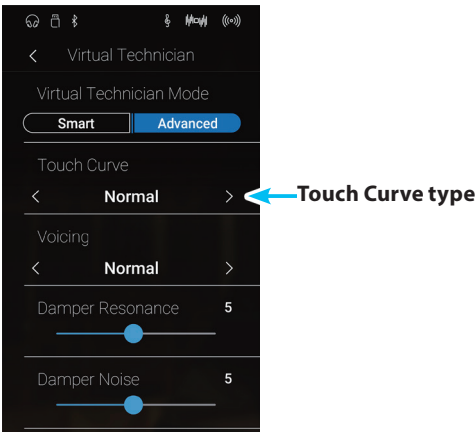 Virtual Technician
Virtual Technician Mode
Smart Advanced
Touch Curve
Normal
Touch Curve type
Voicing
Normal
Damper Resonance 5
Damper Noise 5